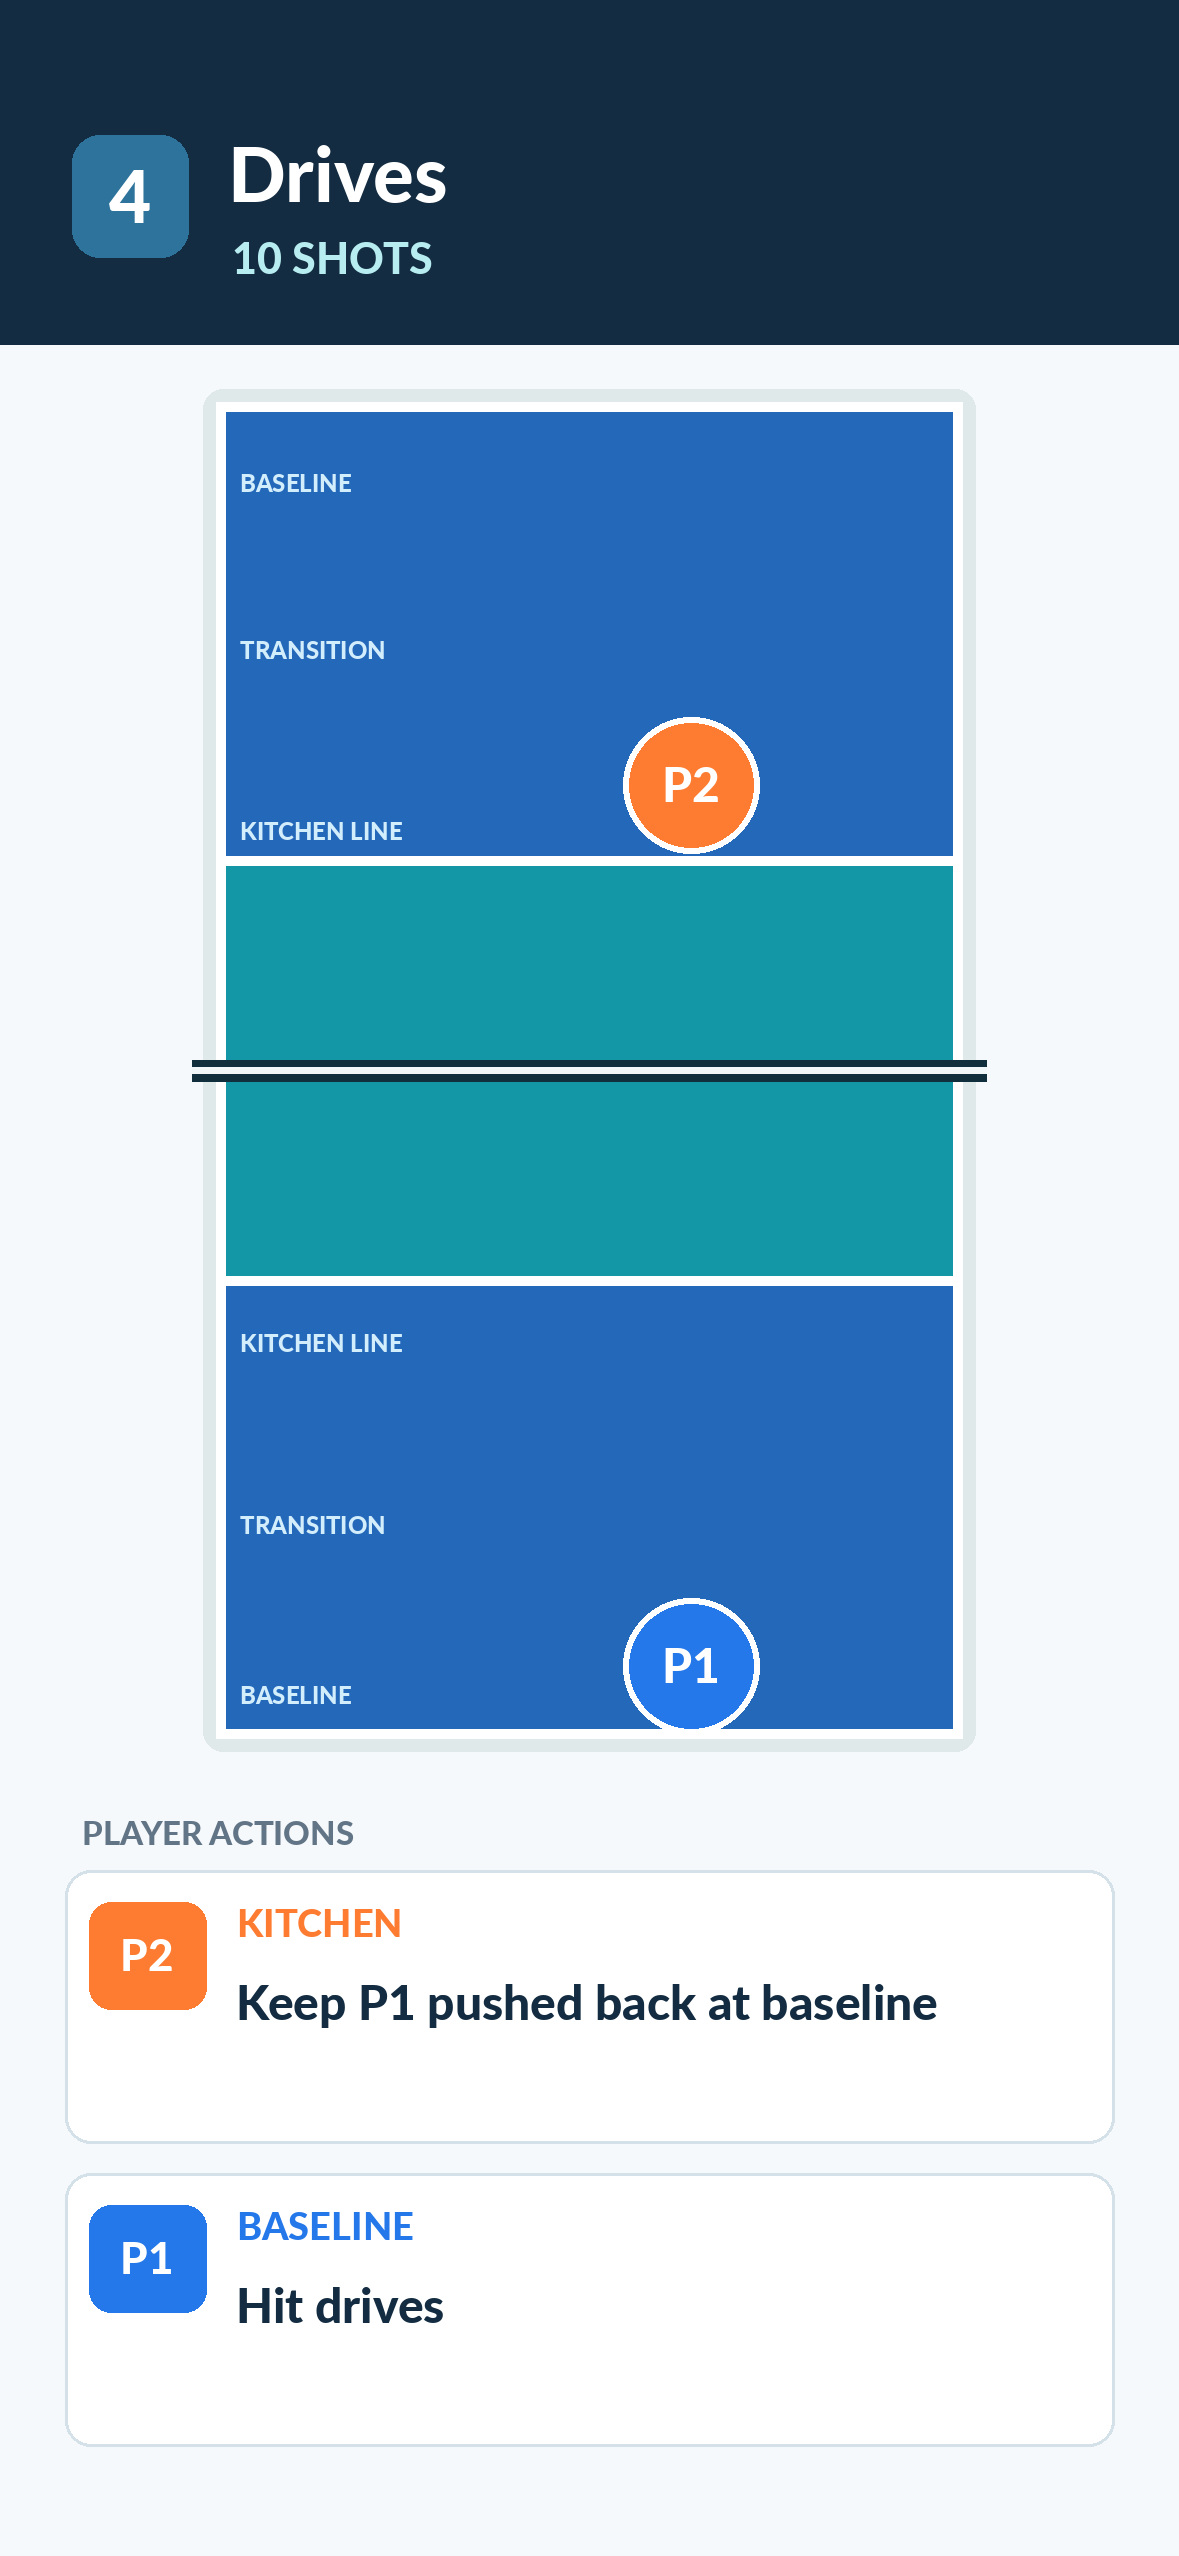 4
Drives
10 SHOTS
BASELINE
TRANSITION
P2
KITCHEN LINE
KITCHEN LINE
TRANSITION
P1
BASELINE
PLAYER ACTIONS
P2
KITCHEN
Keep P1 pushed back at baseline
P1
BASELINE
Hit drives